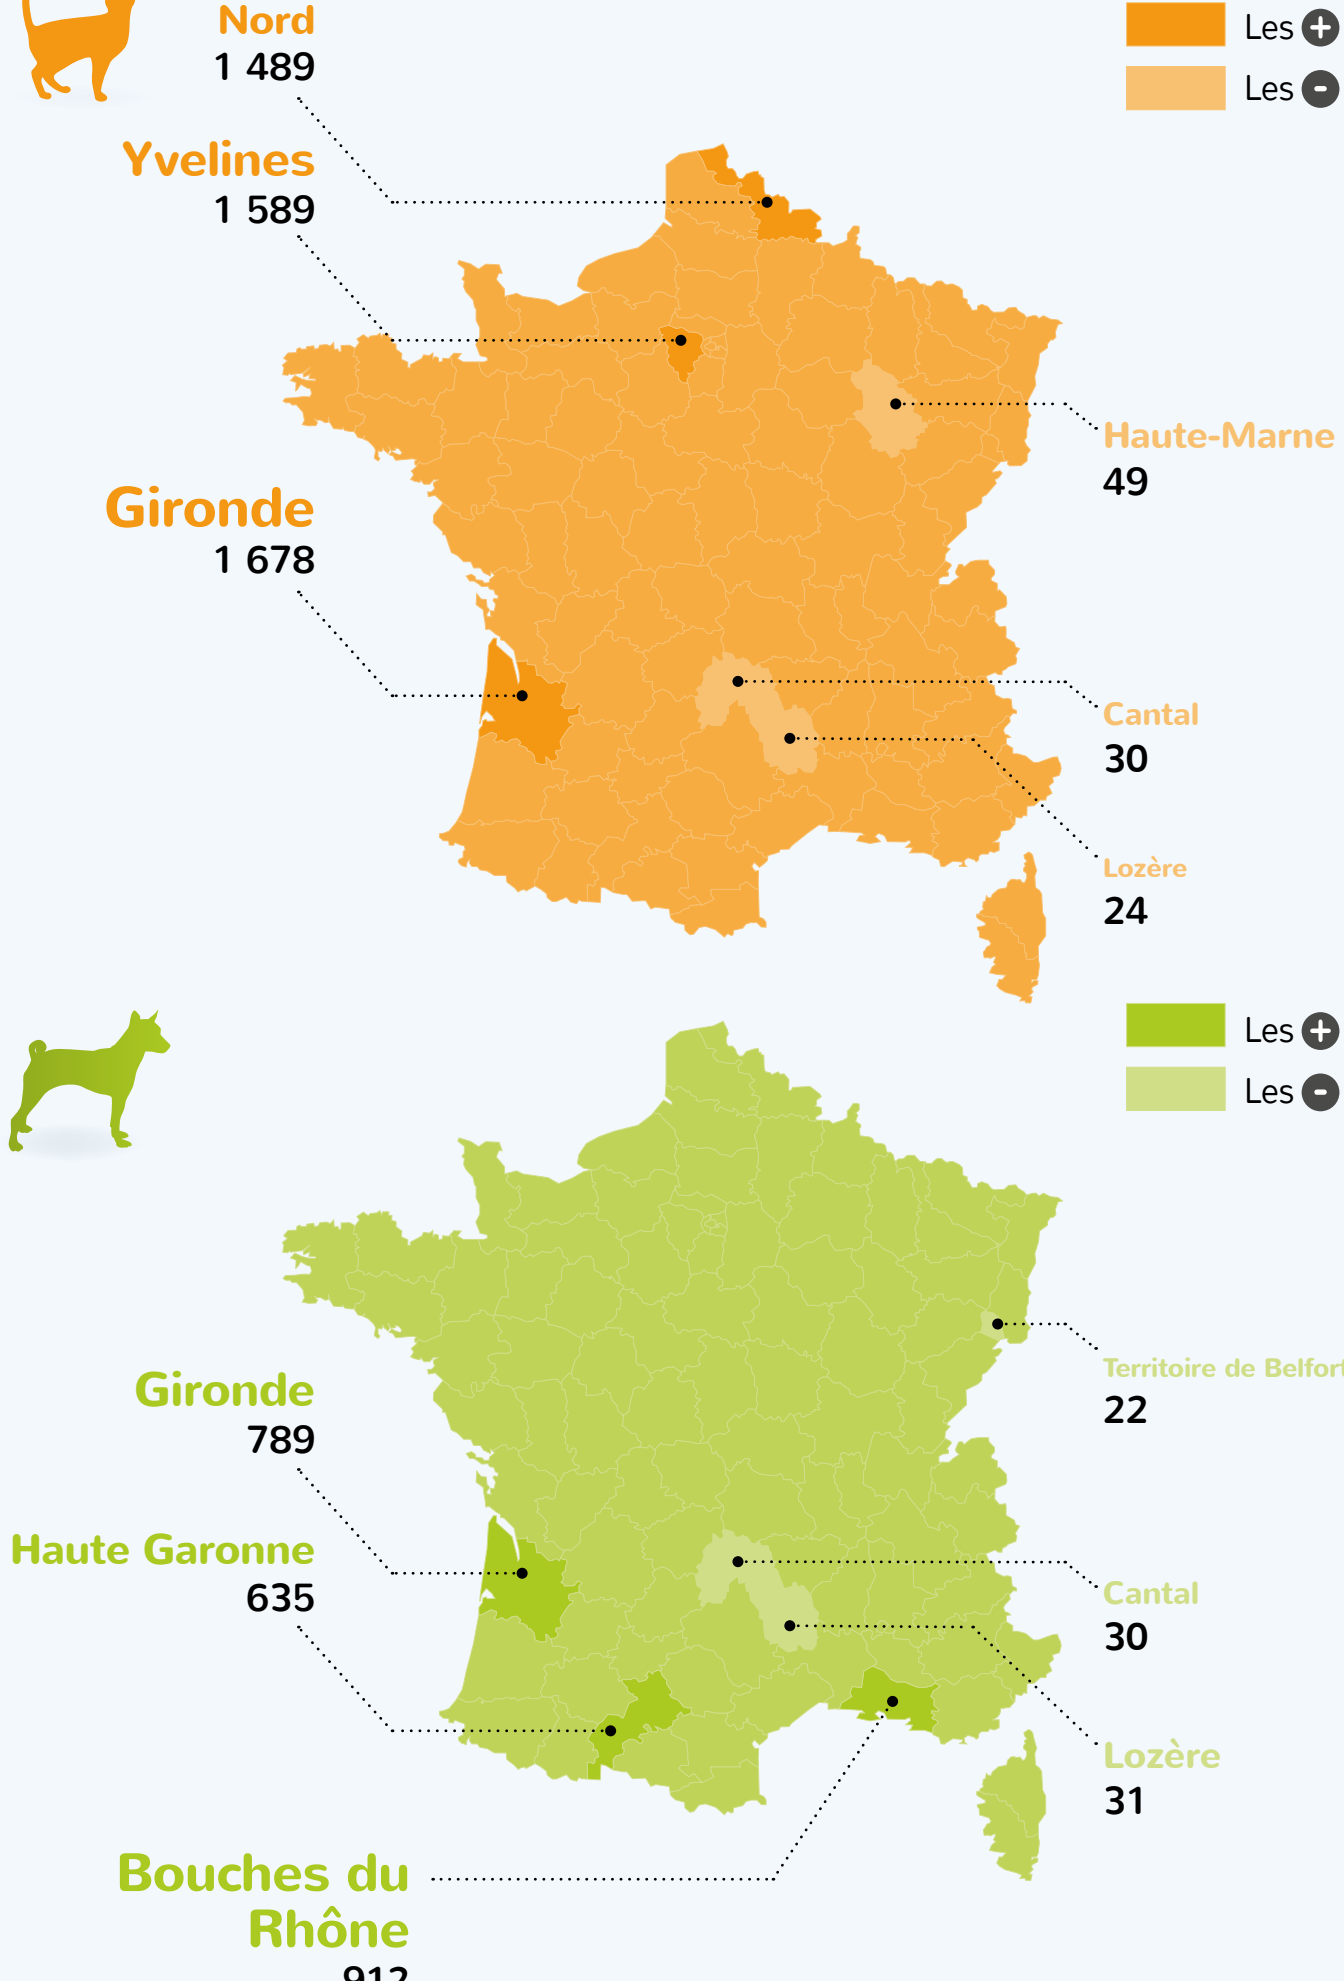 Nord
1 489
Les +
Les -
Yvelines
1 589
Haute-Marne
49
Gironde
1 678
Cantal
30
Lozère
24
Les +
Les -
Territoire de Belfort
22
Gironde
789
Haute Garonne
635
Cantal
30
Lozère
31
Bouches du
Rhône
912